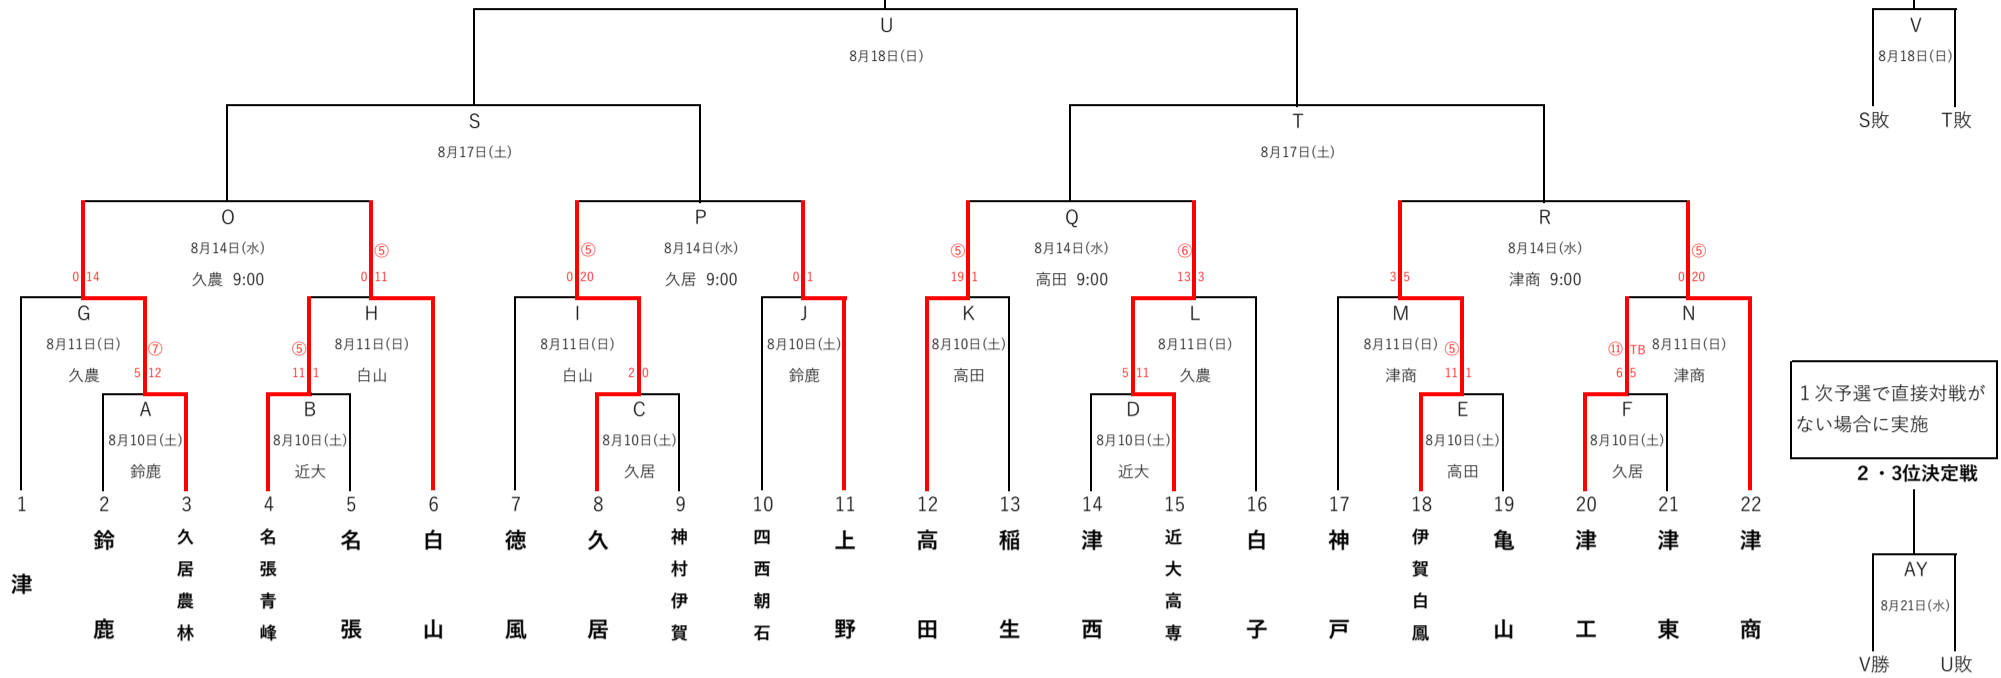 U
8月18日(日)
V
8月18日(日)
S敗 T敗
S
8月17日(土)
T
8月17日(土)
O
8月14日(水)
久農 9:00
P
8月14日(水)
久居 9:00
Q
8月14日(水)
高田 9:00
R
8月14日(水)
津商 9:00
0 14
⑤
0 11
⑤
0 20
0 1
⑤
19 1
⑥
13 3
3 5
⑤
0 20
G
8月11日(日)
久農
H
8月11日(日)
白山
I
8月11日(日)
白山
J
8月10日(土)
鈴鹿
K
8月10日(土)
高田
L
8月11日(日)
久農
M
8月11日(日)
津商
N
8月11日(日)
津商
⑦
5 12
⑤
11 1
2 0
5 11
⑤
11 1
⑪ TB
6 5
A
8月10日(土)
鈴鹿
B
8月10日(土)
近大
C
8月10日(土)
久居
D
8月10日(土)
近大
E
8月10日(土)
高田
F
8月10日(土)
久居
1次予選で直接対戦が
ない場合に実施
2・3位決定戦
1 2 3 4 5 6 7 8 9 10 11 12 13 14 15 16 17 18 19 20 21 22
津
鈴鹿
久居農林
名張青峰
名張
白山
徳風
久居
神村伊賀
四西朝石
上野
高田
稲生
津西
近大高専
白子
神戸
伊賀白鳳
亀山
津工
津東
津商
AY
8月21日(水)
V勝 U敗